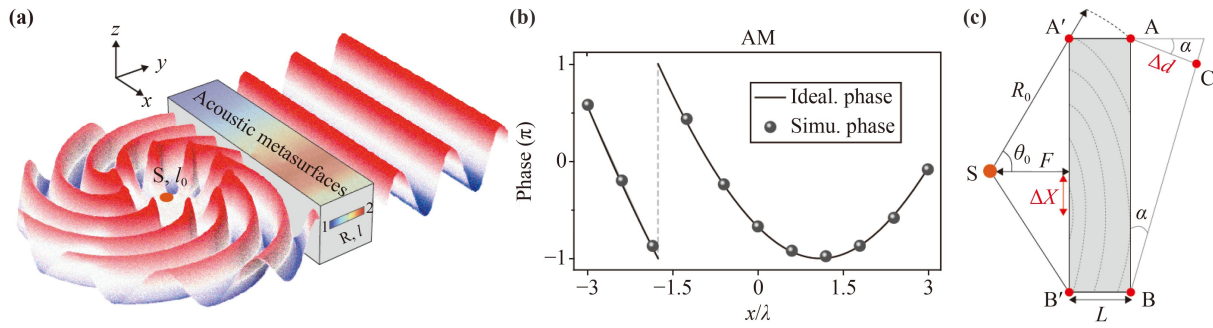 (a)
z
y
x
Acoustic metasurfaces
S, l₀
1 2
R, l
(b)
AM
Phase (π)
1
0
−1
Ideal. phase
Simu. phase
−3 −1.5 0 1.5 3
x/λ
(c)
A′ A
α
Δd
C
R₀
θ₀
F
S
ΔX
α
B′ B
L